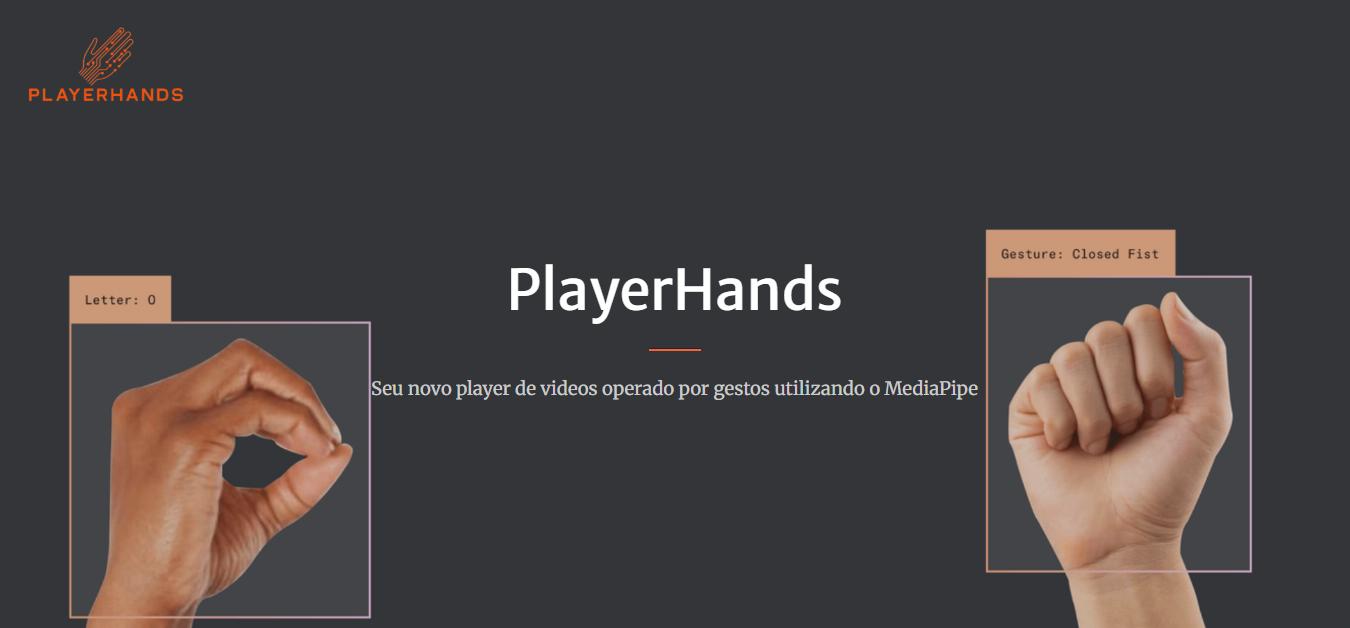 PLAYERHANDS
Gesture: Closed Fist
Letter: O
PlayerHands
Seu novo player de videos operado por gestos utilizando o MediaPipe